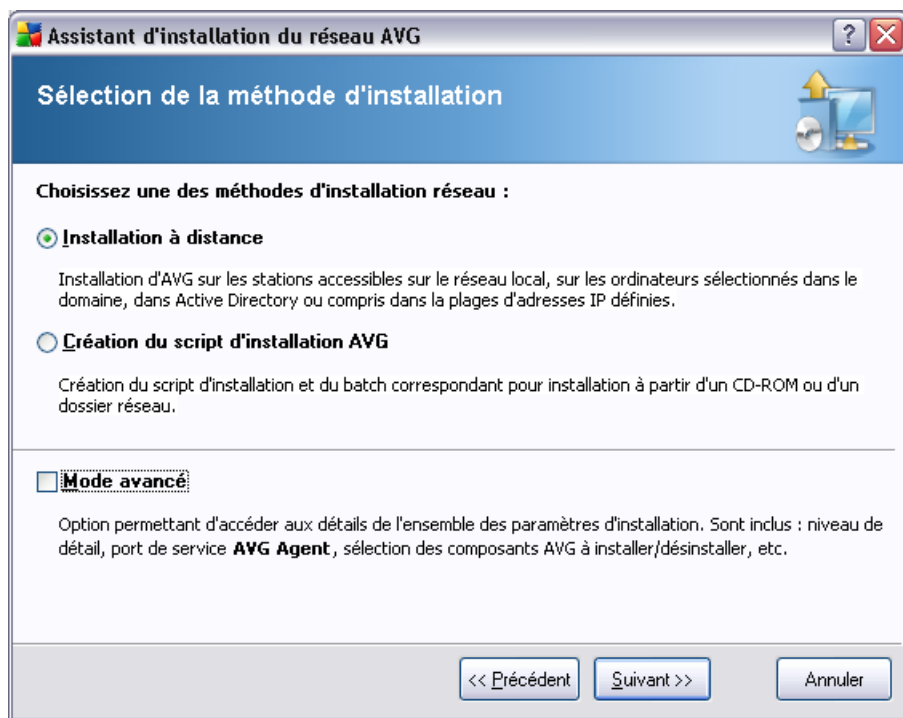 Assistant d'installation du réseau AVG
Sélection de la méthode d'installation
Choisissez une des méthodes d'installation réseau :
Installation à distance
Installation d'AVG sur les stations accessibles sur le réseau local, sur les ordinateurs sélectionnés dans le
domaine, dans Active Directory ou compris dans la plages d'adresses IP définies.
Création du script d'installation AVG
Création du script d'installation et du batch correspondant pour installation à partir d'un CD-ROM ou d'un
dossier réseau.
Mode avancé
Option permettant d'accéder aux détails de l'ensemble des paramètres d'installation. Sont inclus : niveau de
détail, port de service AVG Agent, sélection des composants AVG à installer/désinstaller, etc.
<< Précédent Suivant >> Annuler